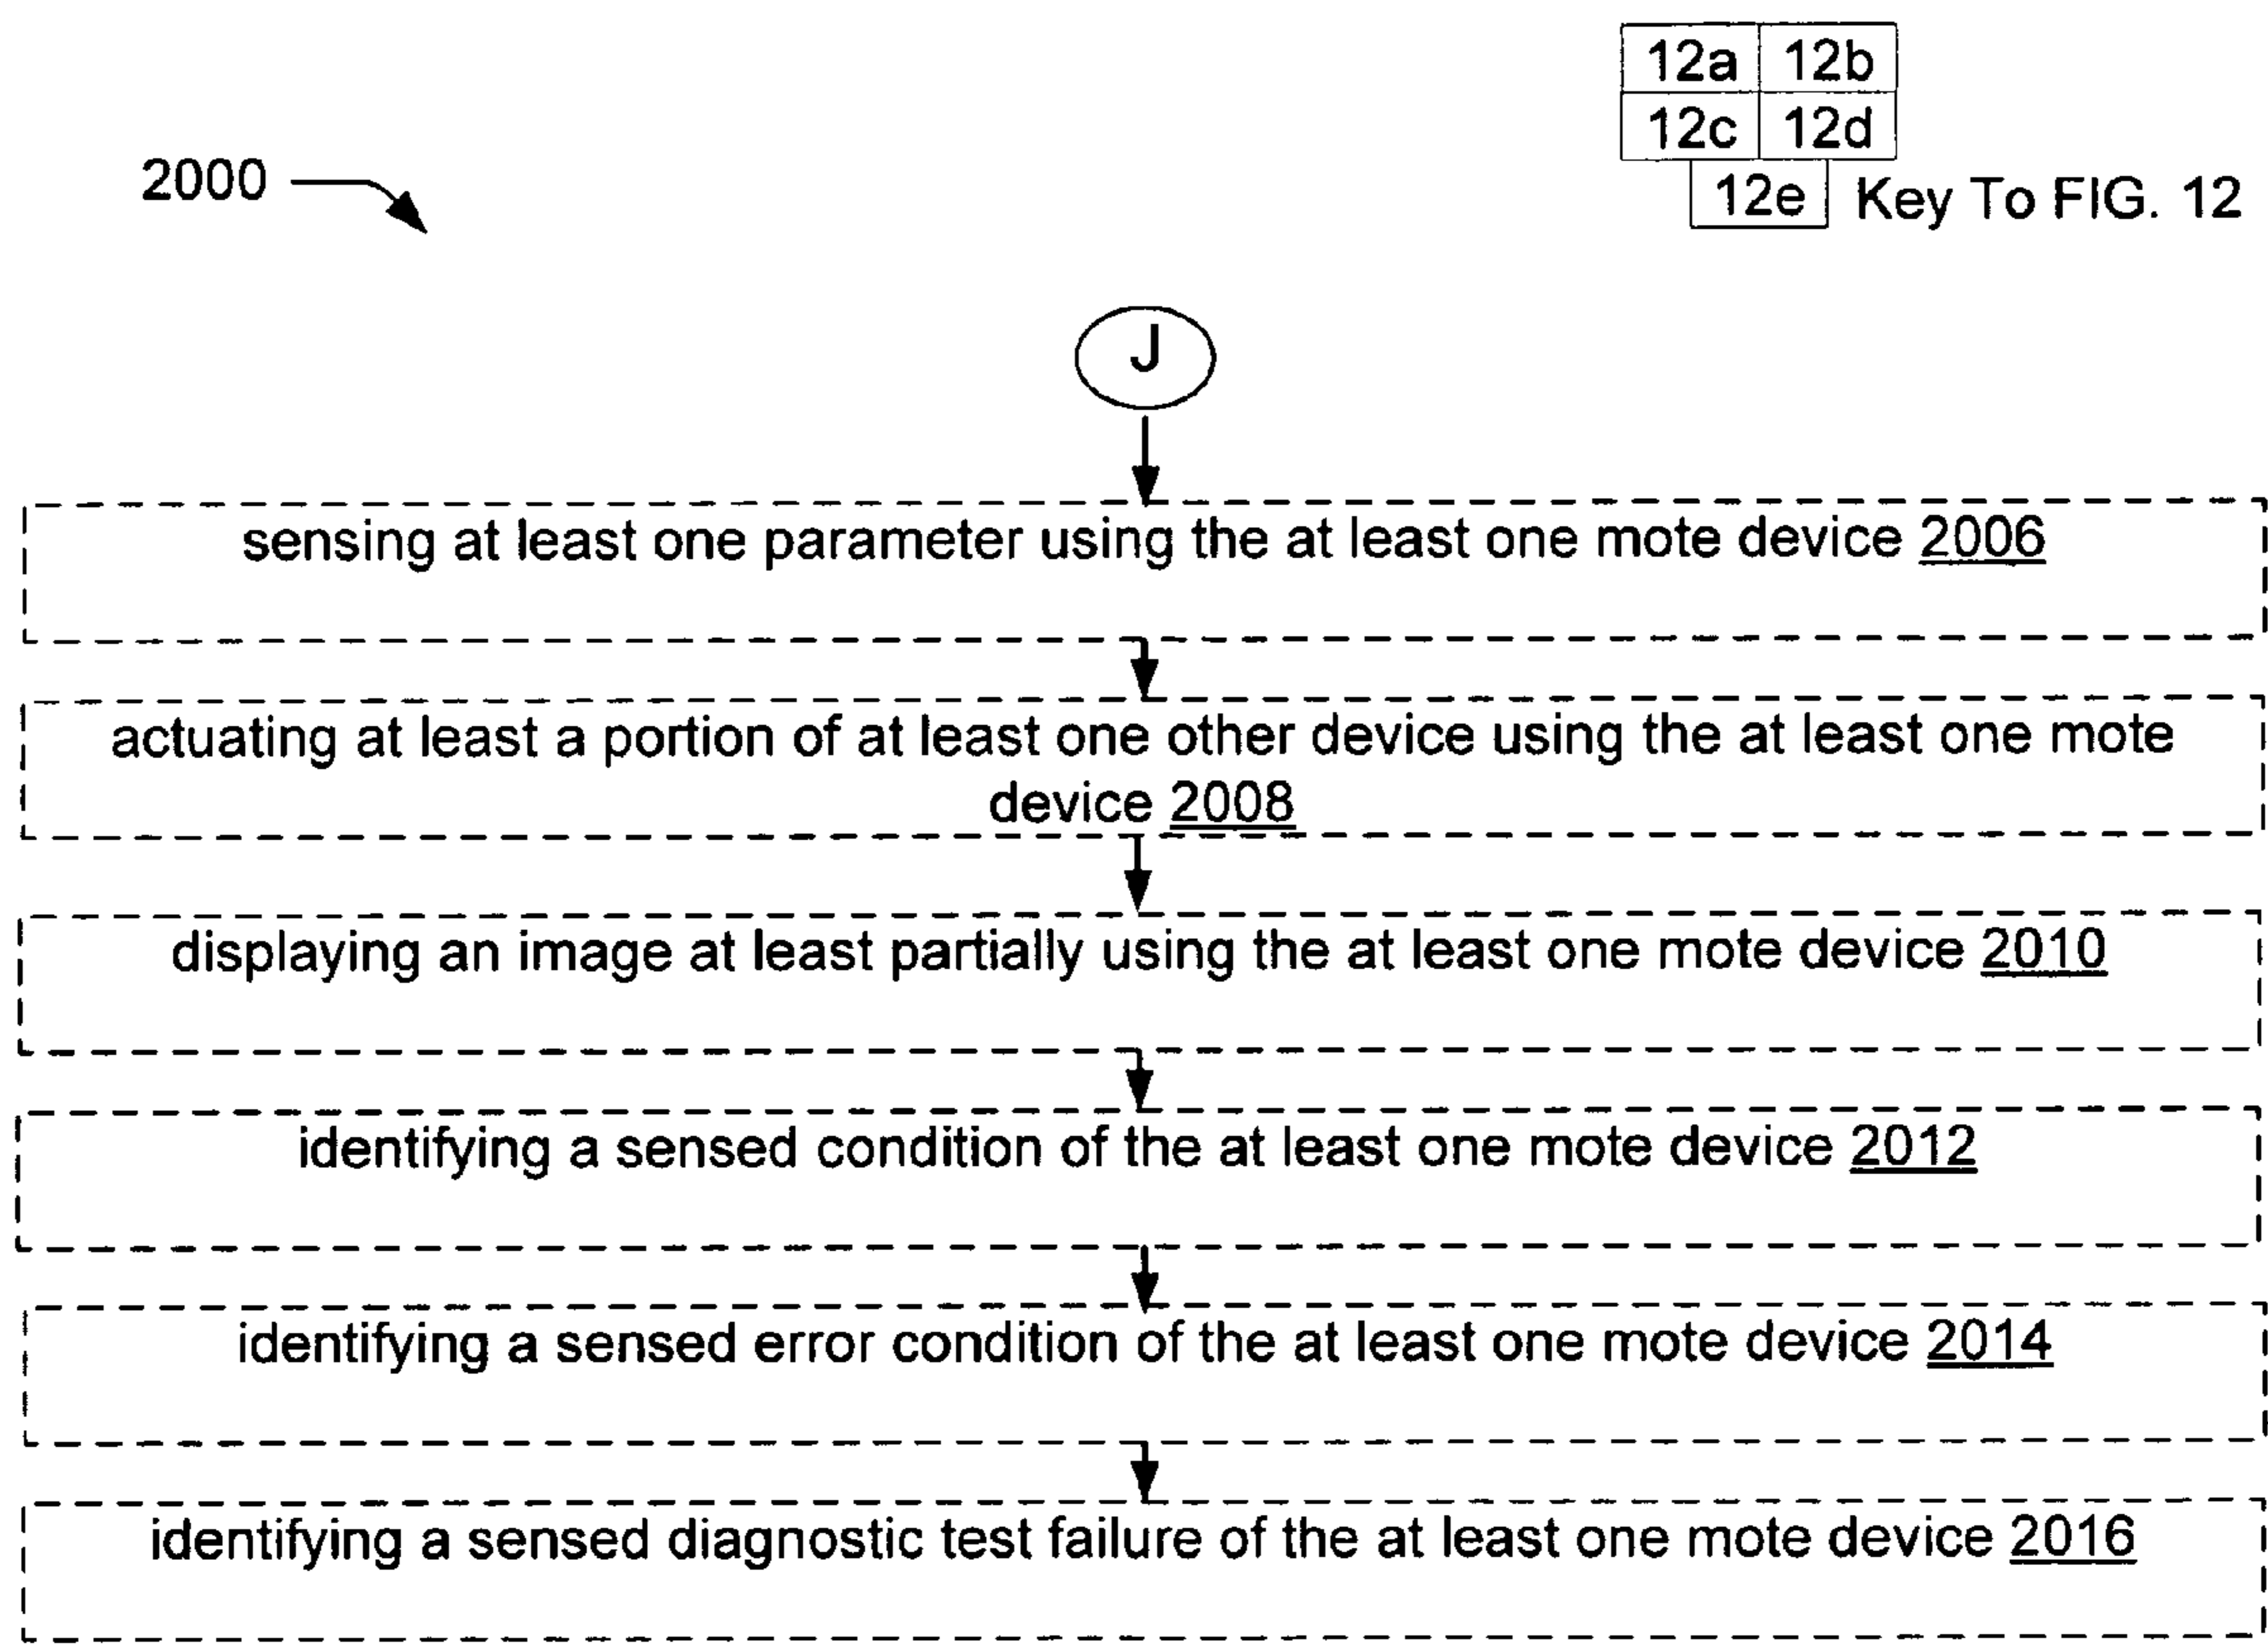 12a 12b
12c 12d
2000
12e Key To FIG. 12
J
sensing at least one parameter using the at least one mote device 2006
actuating at least a portion of at least one other device using the at least one mote
device 2008
displaying an image at least partially using the at least one mote device 2010
identifying a sensed condition of the at least one mote device 2012
identifying a sensed error condition of the at least one mote device 2014
identifying a sensed diagnostic test failure of the at least one mote device 2016